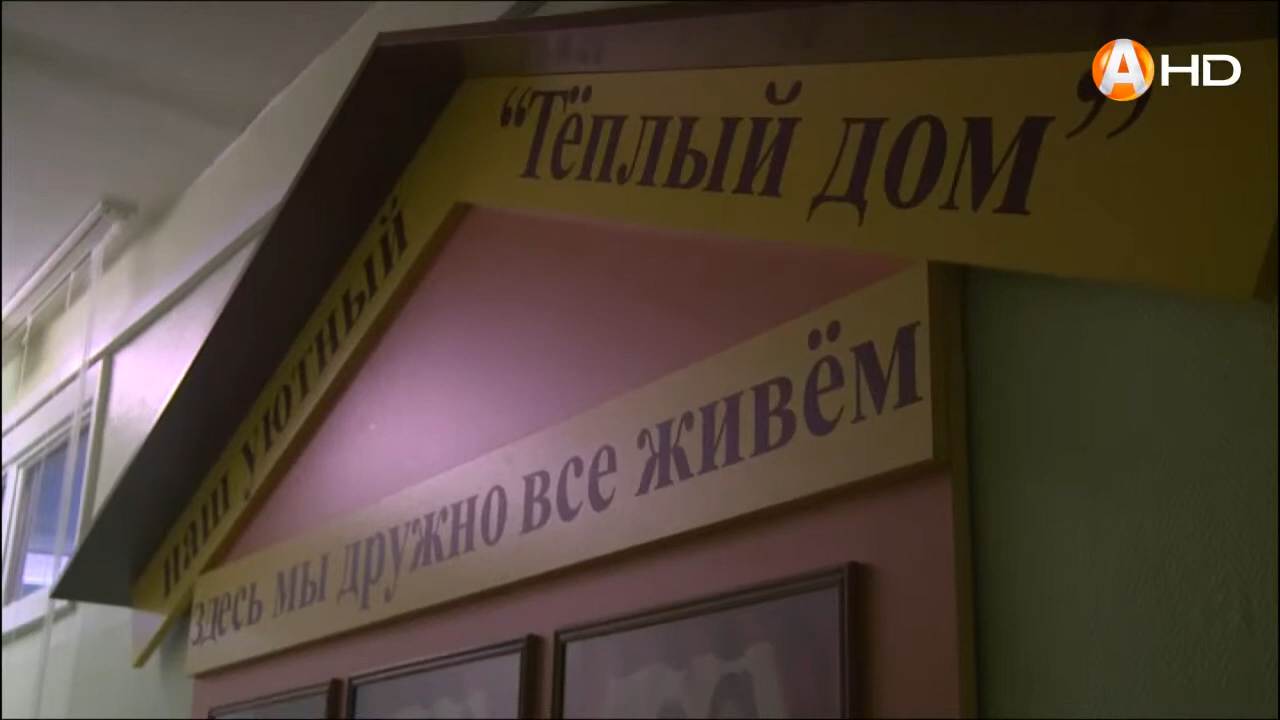 наш уютный
“Тёплый дом”
здесь мы дружно все живём
А HD